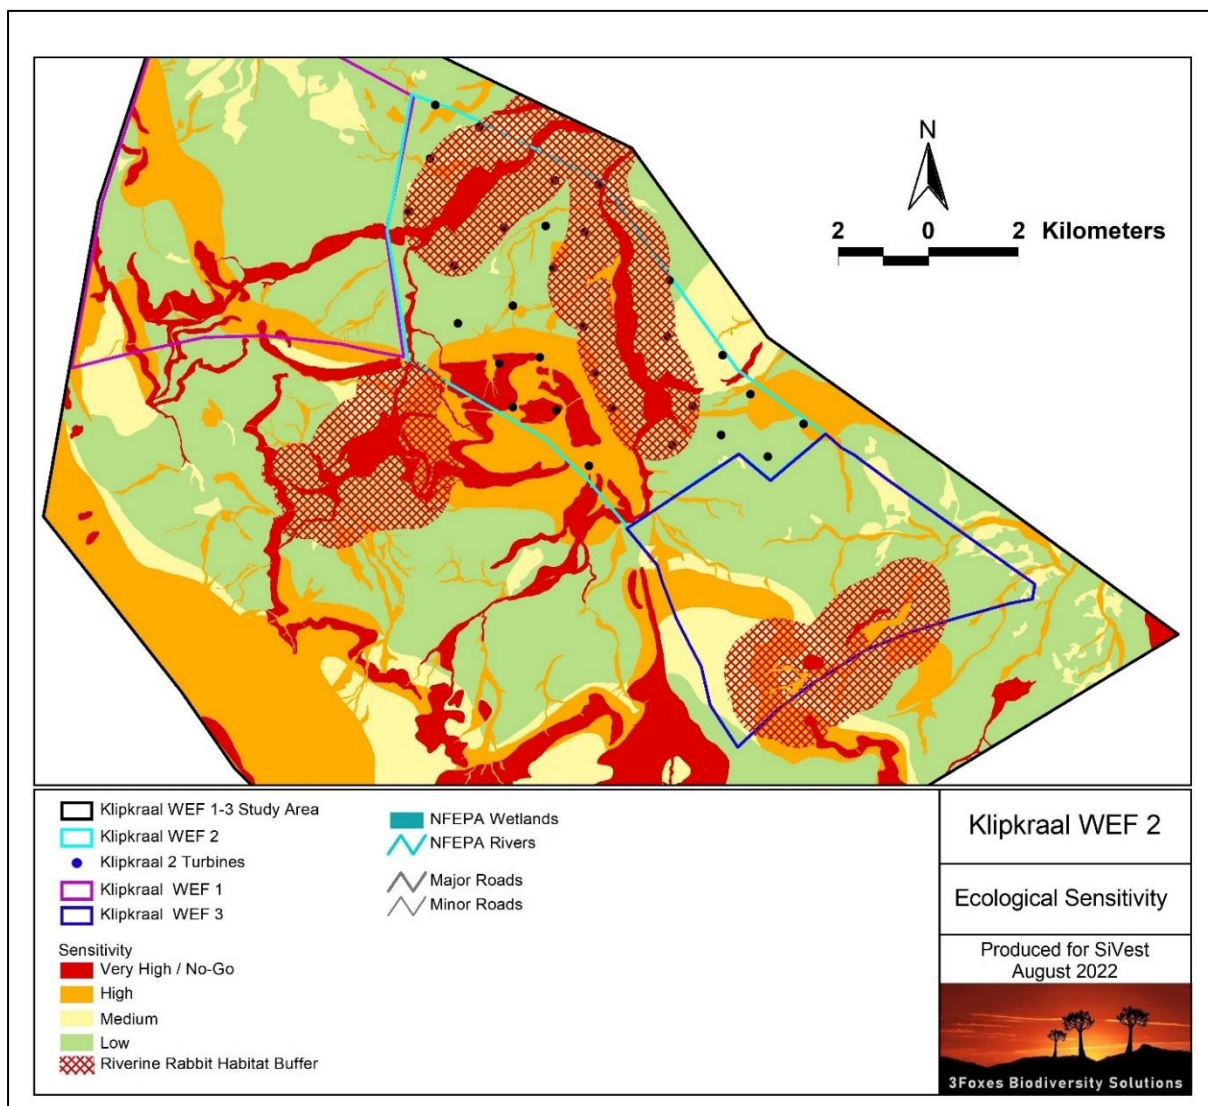 N
2 0 2 Kilometers
Klipkraal WEF 1-3 Study Area
Klipkraal WEF 2
Klipkraal 2 Turbines
Klipkraal WEF 1
Klipkraal WEF 3
Sensitivity
Very High / No-Go
High
Medium
Low
Riverine Rabbit Habitat Buffer
NFEPA Wetlands
NFEPA Rivers
Major Roads
Minor Roads
Klipkraal WEF 2
Ecological Sensitivity
Produced for SiVest
August 2022
3Foxes Biodiversity Solutions